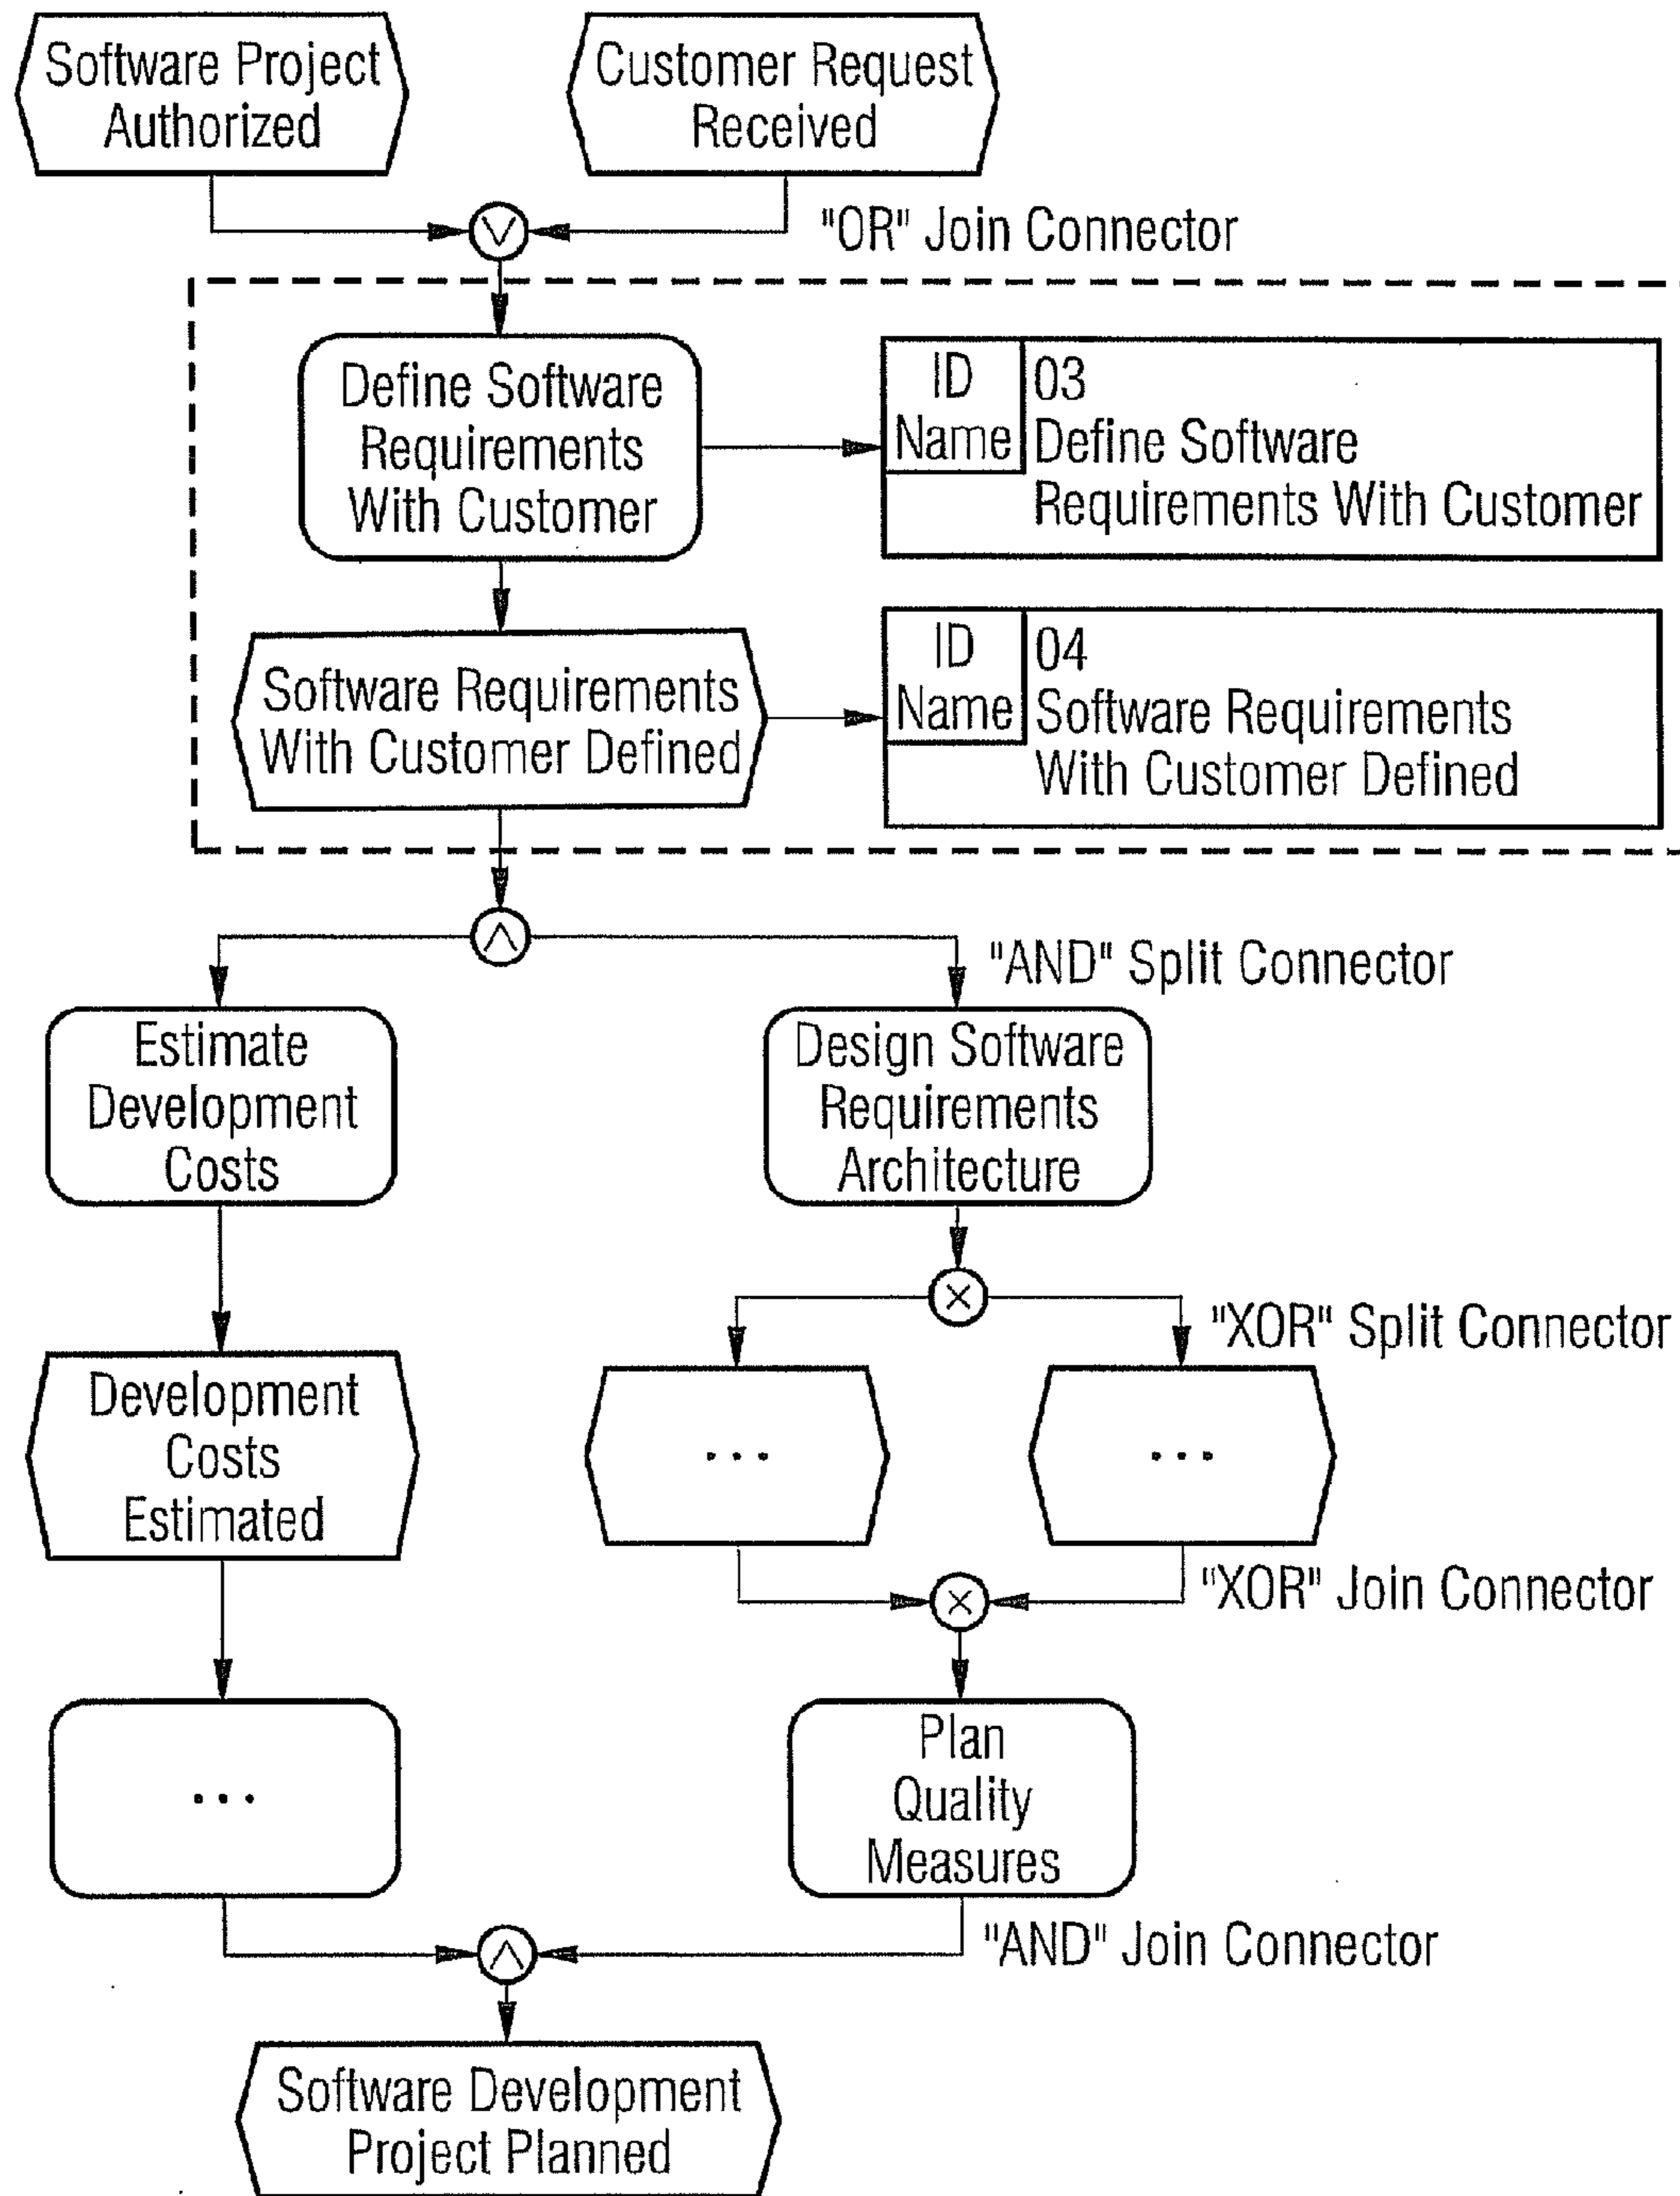 Software Project
Authorized
Customer Request
Received
"OR" Join Connector
Define Software
Requirements
With Customer
ID 03
Name Define Software
Requirements With Customer
Software Requirements
With Customer Defined
ID 04
Name Software Requirements
With Customer Defined
"AND" Split Connector
Estimate
Development
Costs
Design Software
Requirements
Architecture
"XOR" Split Connector
Development
Costs
Estimated
...
...
"XOR" Join Connector
...
Plan
Quality
Measures
"AND" Join Connector
Software Development
Project Planned